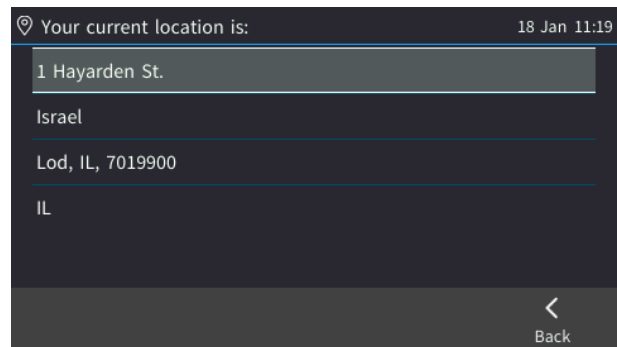 Your current location is: 18 Jan 11:19
1 Hayarden St.
Israel
Lod, IL, 7019900
IL
Back